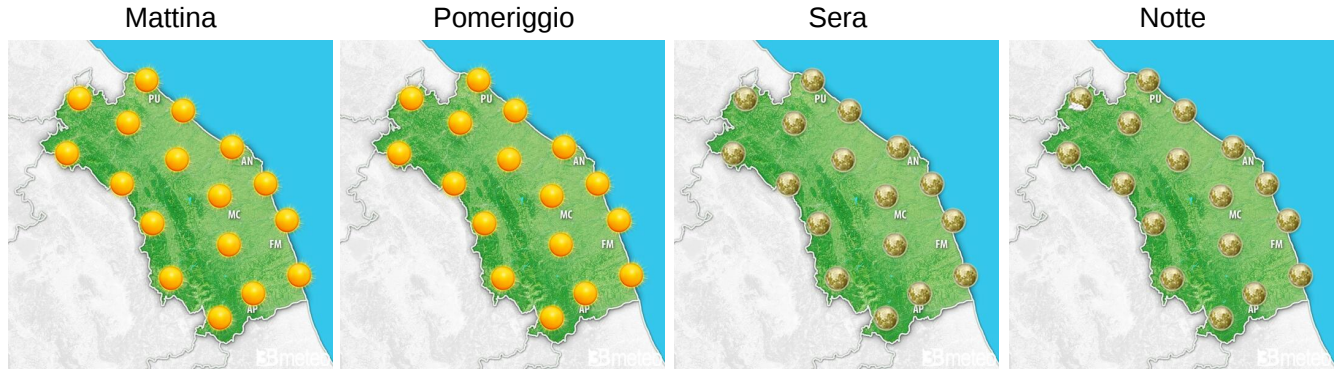 Mattina
Pomeriggio
Sera
Notte
PU
AN
MC
FM
AP
3Bmeteo
PU
AN
MC
FM
AP
3Bmeteo
PU
AN
MC
FM
AP
3Bmeteo
PU
AN
MC
FM
AP
3Bmeteo